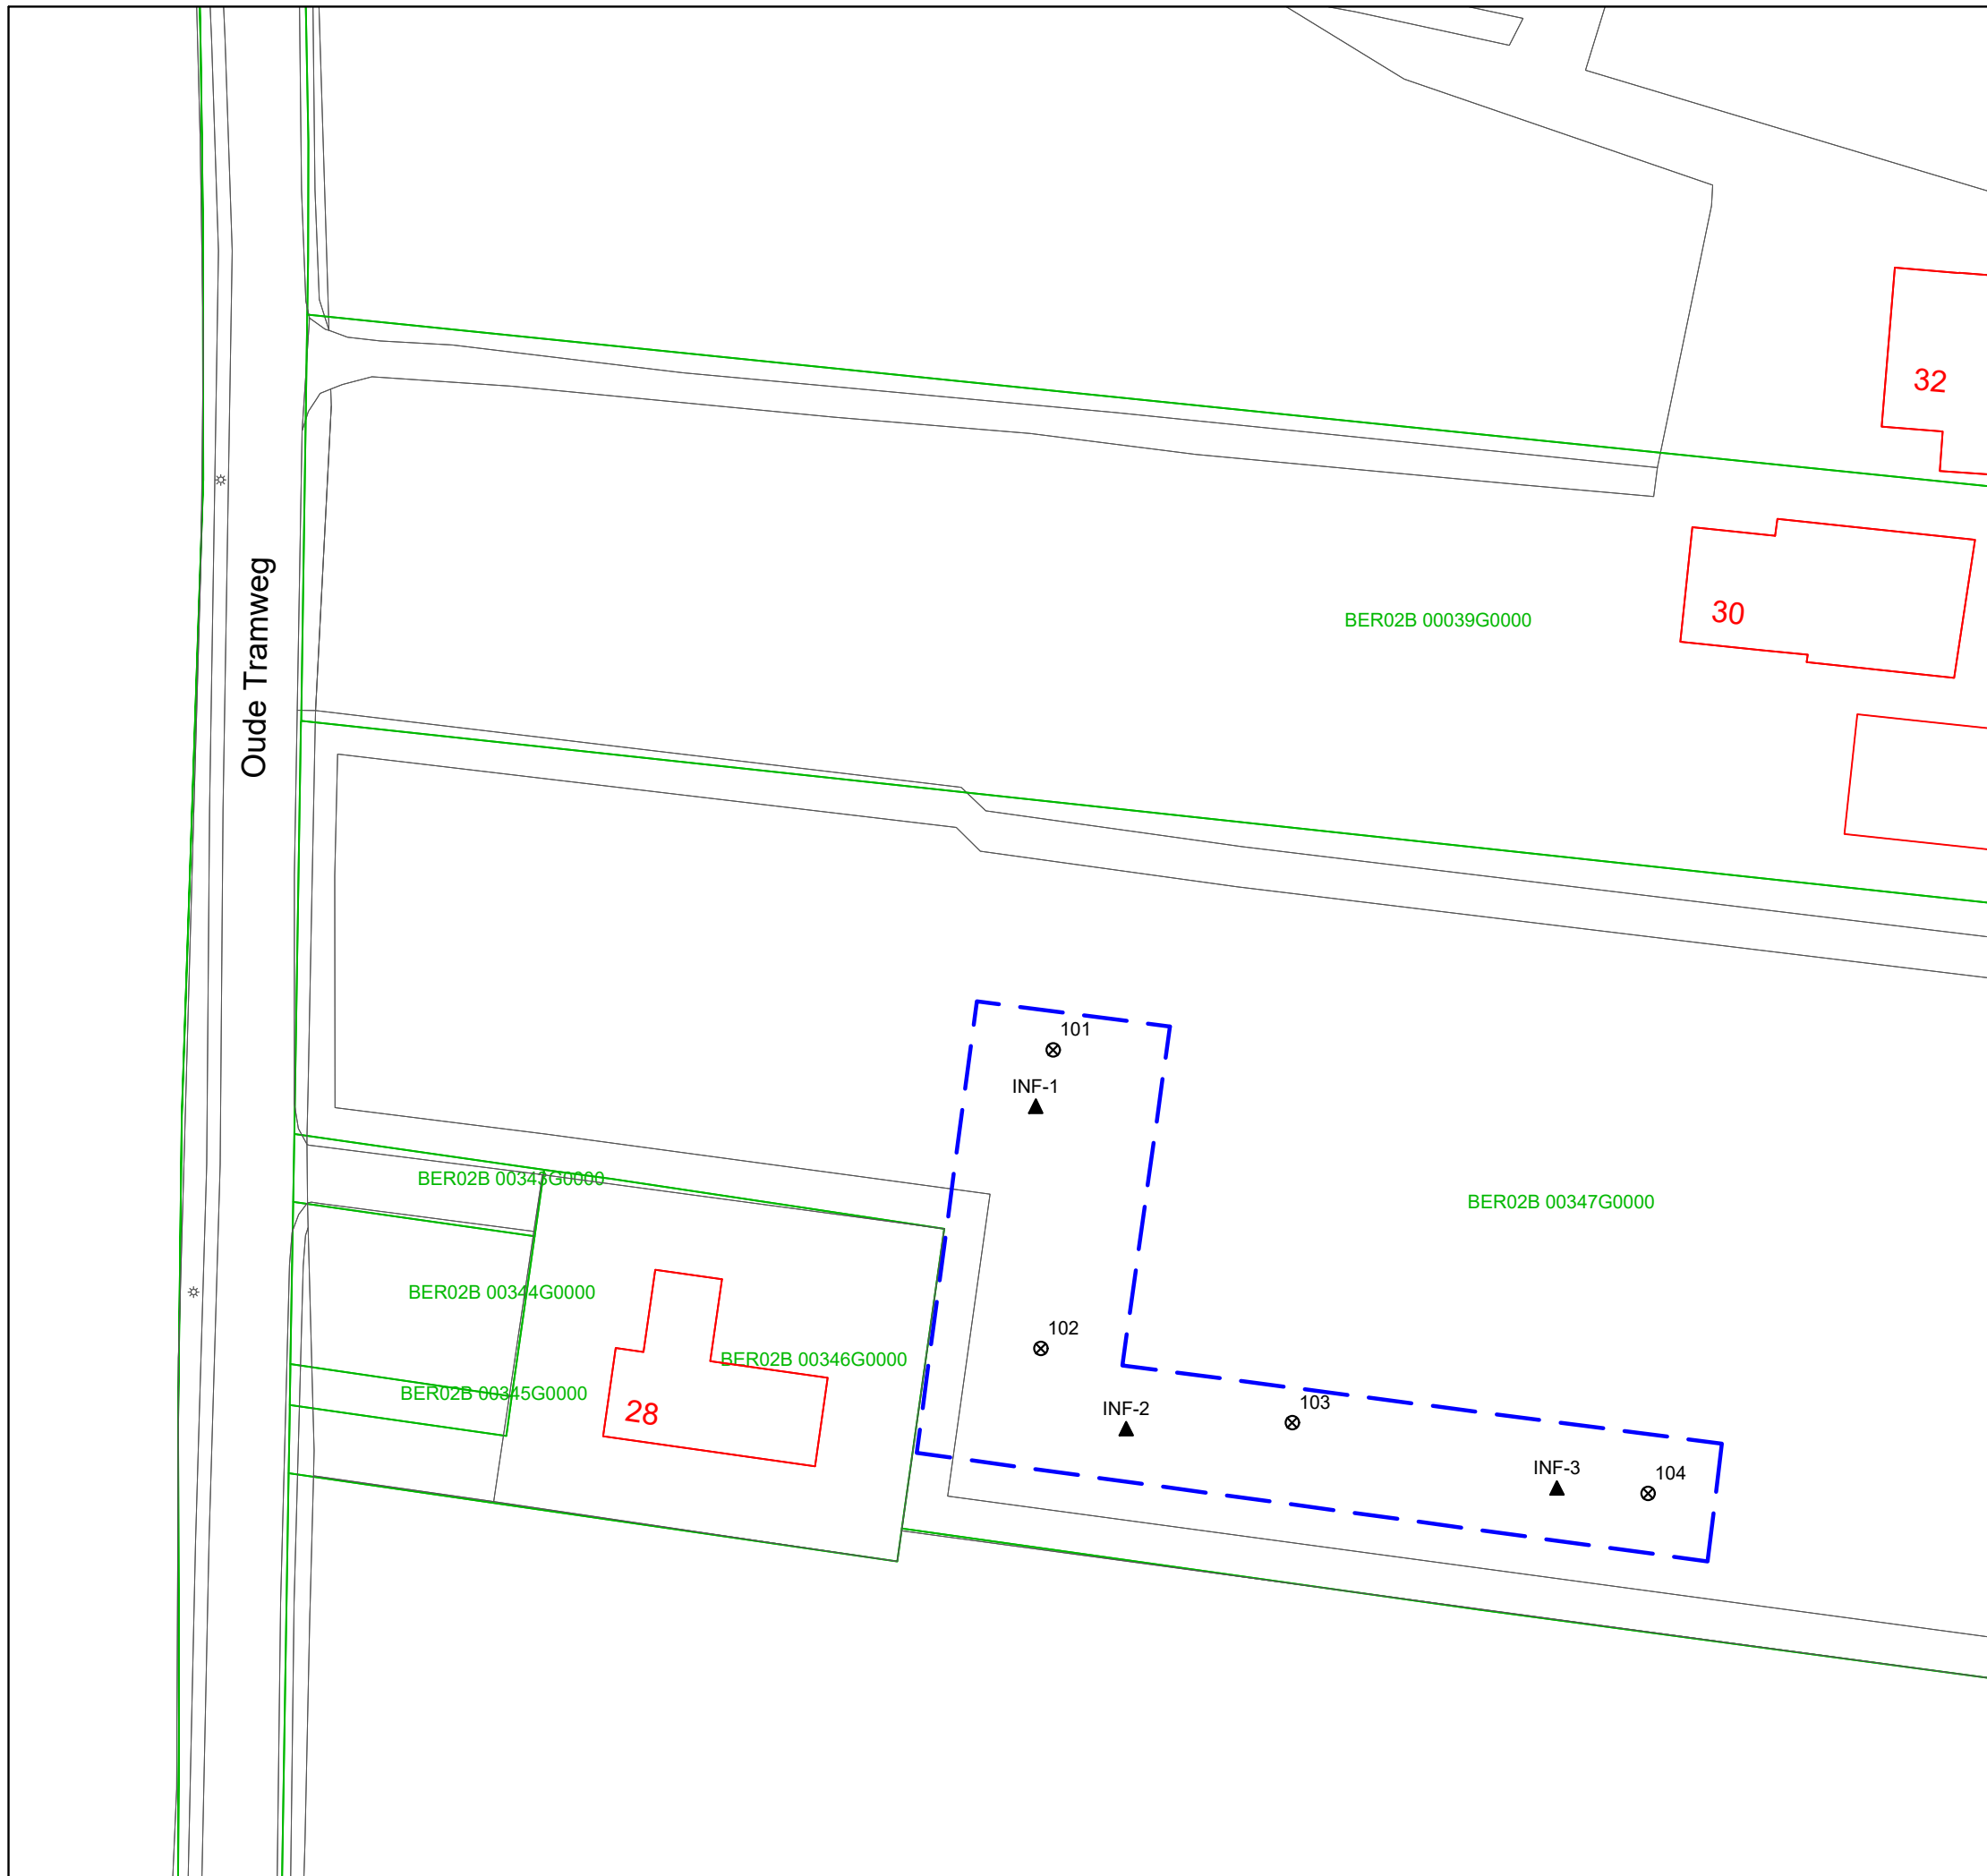 32
30
BER02B 00039G0000
Oude Tramweg
101
INF-1
BER02B 00343G0000
BER02B 00347G0000
BER02B 00344G0000
102
BER02B 00346G0000
BER02B 00345G0000
28
INF-2
103
INF-3
104